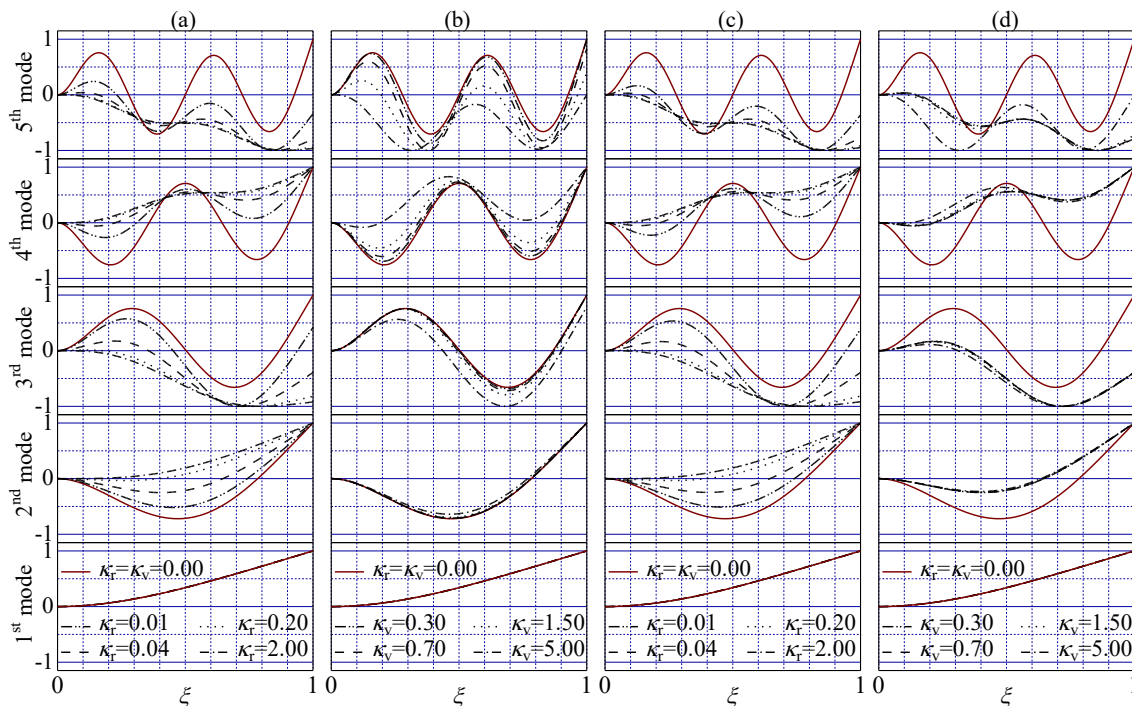 (a) (b) (c) (d)
5th mode
1
0
-1
4th mode
1
0
-1
3rd mode
1
0
-1
2nd mode
1
0
-1
1st mode
1
0
-1
κr=κv=0.00 κr=κv=0.00 κr=κv=0.00 κr=κv=0.00
κr=0.01 κr=0.20 κv=0.30 κv=1.50 κr=0.01 κr=0.20 κv=0.30 κv=1.50
κr=0.04 κr=2.00 κv=0.70 κv=5.00 κr=0.04 κr=2.00 κv=0.70 κv=5.00
0 ξ 1 0 ξ 1 0 ξ 1 0 ξ 1